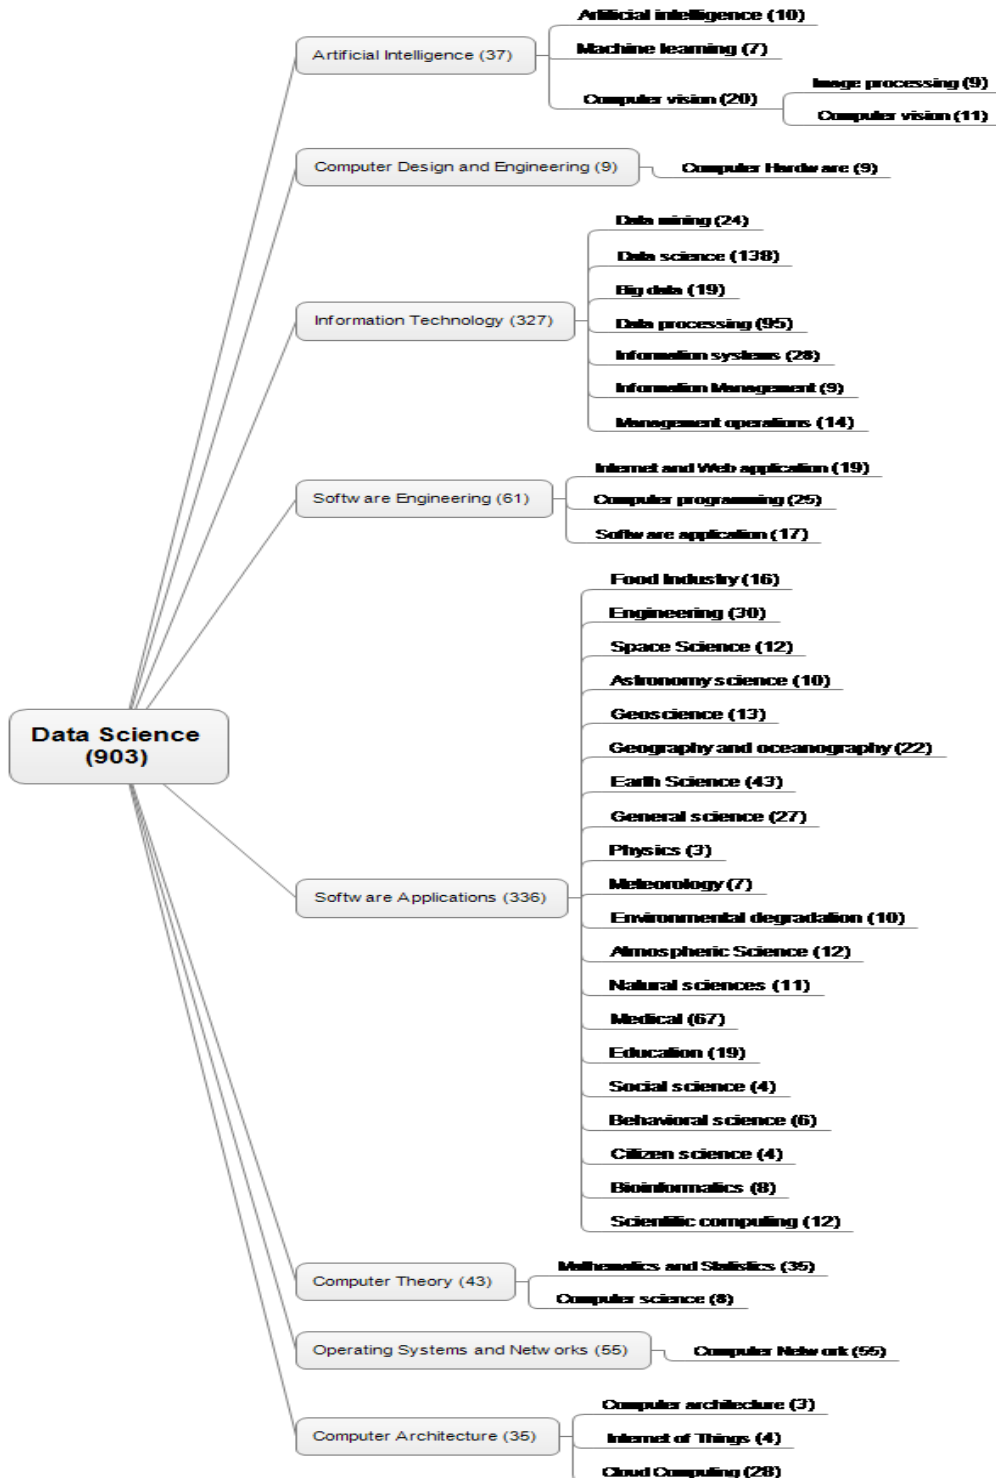 Artificial Intelligence (37)
Artificial intelligence (10)
Machine learning (7)
Computer vision (20)
Image processing (9)
Computer vision (11)
Computer Design and Engineering (9)
Computer Hardware (9)
Information Technology (327)
Data mining (24)
Data science (138)
Big data (19)
Data processing (95)
Information systems (28)
Information Management (9)
Management operations (14)
Software Engineering (61)
Internet and Web application (19)
Computer programming (25)
Software application (17)
Data Science
(903)
Software Applications (336)
Food Industry (16)
Engineering (30)
Space Science (12)
Astronomy science (10)
Geoscience (13)
Geography and oceanography (22)
Earth Science (43)
General science (27)
Physics (3)
Meteorology (7)
Environmental degradation (10)
Atmospheric Science (12)
Natural sciences (11)
Medical (67)
Education (19)
Social science (4)
Behavioral science (6)
Citizen science (4)
Bioinformatics (8)
Scientific computing (12)
Computer Theory (43)
Mathematics and Statistics (35)
Computer science (8)
Operating Systems and Networks (55)
Computer Network (55)
Computer Architecture (35)
Computer architecture (3)
Internet of Things (4)
Cloud Computing (28)